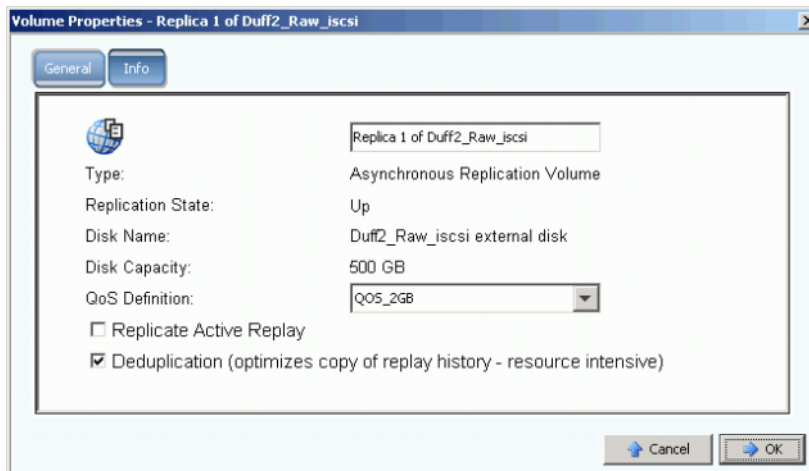 Volume Properties - Replica 1 of Duff2_Raw_iscsi
General Info
Replica 1 of Duff2_Raw_iscsi
Type: Asynchronous Replication Volume
Replication State: Up
Disk Name: Duff2_Raw_iscsi external disk
Disk Capacity: 500 GB
QoS Definition: QOS_2GB
Replicate Active Replay
Deduplication (optimizes copy of replay history - resource intensive)
Cancel OK